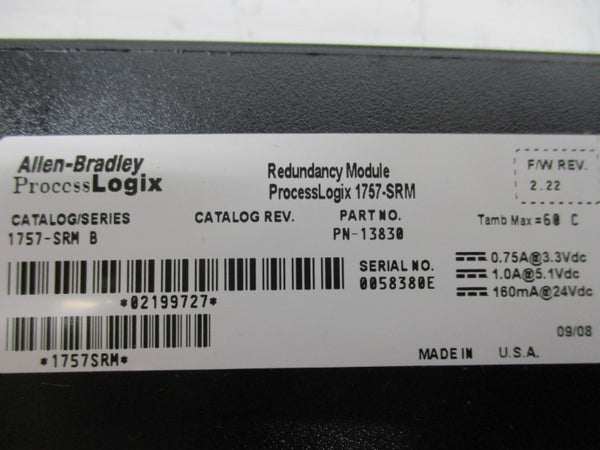 Allen-Bradley
ProcessLogix
Redundancy Module
ProcessLogix 1757-SRM
F/W REV.
2.22
CATALOG/SERIES
1757-SRM B
CATALOG REV.
PART NO.
PN-13830
Tamb Max = 60 C
SERIAL NO.
0058380E
0.75A@3.3Vdc
1.0A@5.1Vdc
160mA@24Vdc
*02199727*
*1757SRM*
09/08
MADE IN U.S.A.